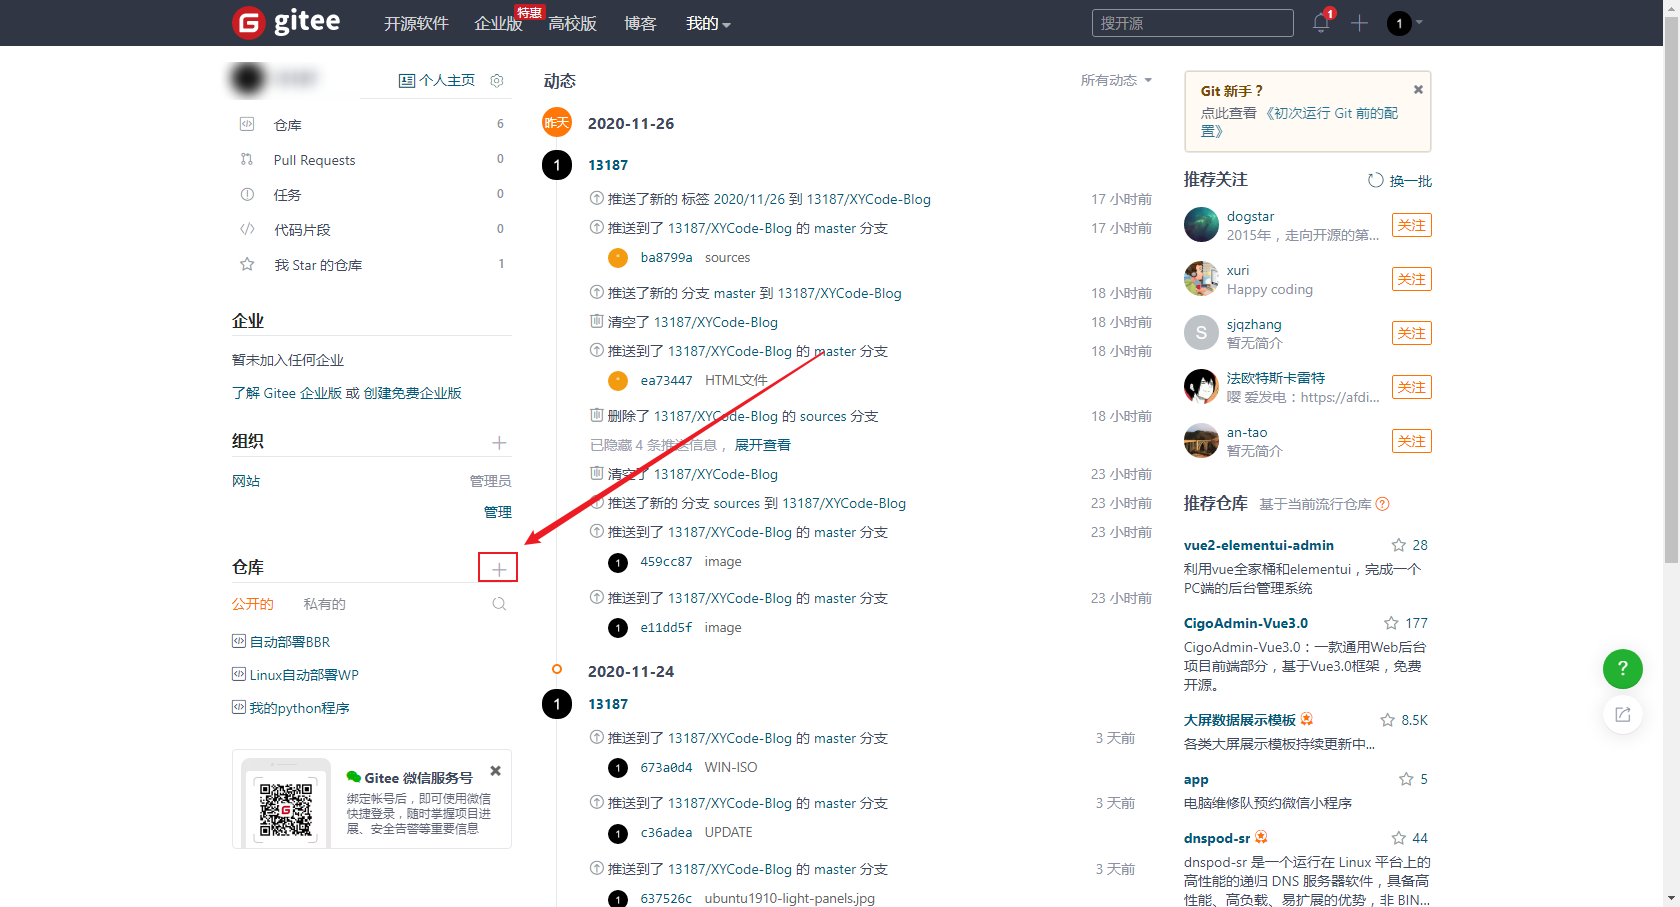 gitee
开源软件
企业版
特惠
高校版
博客
我的
搜开源
1
1
个人主页
仓库 6
Pull Requests 0
任务 0
代码片段 0
我 Star 的仓库 1
企业
暂未加入任何企业
了解 Gitee 企业版 或 创建免费企业版
组织
网站 管理员
管理
仓库
公开的 私有的
自动部署BBR
Linux自动部署WP
我的python程序
Gitee 微信服务号
绑定帐号后，即可使用微信
快捷登录，随时掌握项目进
展、安全告警等重要信息
动态
所有动态
昨天 2020-11-26
1 13187
推送了新的 标签 2020/11/26 到 13187/XYCode-Blog 17 小时前
推送到了 13187/XYCode-Blog 的 master 分支 17 小时前
ba8799a sources
推送了新的 分支 master 到 13187/XYCode-Blog 18 小时前
清空了 13187/XYCode-Blog 18 小时前
推送到了 13187/XYCode-Blog 的 master 分支 18 小时前
ea73447 HTML文件
删除了 13187/XYCode-Blog 的 sources 分支 18 小时前
已隐藏 4 条推送信息， 展开查看
清空了 13187/XYCode-Blog 23 小时前
推送了新的 分支 sources 到 13187/XYCode-Blog 23 小时前
推送到了 13187/XYCode-Blog 的 master 分支 23 小时前
1 459cc87 image
推送到了 13187/XYCode-Blog 的 master 分支 23 小时前
1 e11dd5f image
2020-11-24
1 13187
推送到了 13187/XYCode-Blog 的 master 分支 3 天前
1 673a0d4 WIN-ISO
推送到了 13187/XYCode-Blog 的 master 分支 3 天前
1 c36adea UPDATE
推送到了 13187/XYCode-Blog 的 master 分支 3 天前
1 637526c ubuntu1910-light-panels.jpg
Git 新手？
点此查看 《初次运行 Git 前的配
置》
推荐关注 换一批
dogstar 关注
2015年，走向开源的第...
xuri 关注
Happy coding
S sjqzhang 关注
暂无简介
法欧特斯卡雷特 关注
嘤 爱发电：https://afdi...
an-tao 关注
暂无简介
推荐仓库 基于当前流行仓库 ?
vue2-elementui-admin 28
利用vue全家桶和elementui，完成一个
PC端的后台管理系统
CigoAdmin-Vue3.0 177
CigoAdmin-Vue3.0：一款通用Web后台
项目前端部分，基于Vue3.0框架，免费
开源。
大屏数据展示模板 8.5K
各类大屏展示模板持续更新中...
app 5
电脑维修队预约微信小程序
dnspod-sr 44
dnspod-sr 是一个运行在 Linux 平台上的
高性能的递归 DNS 服务器软件，具备高
性能、高负载、易扩展的优势，非 BIN...
?